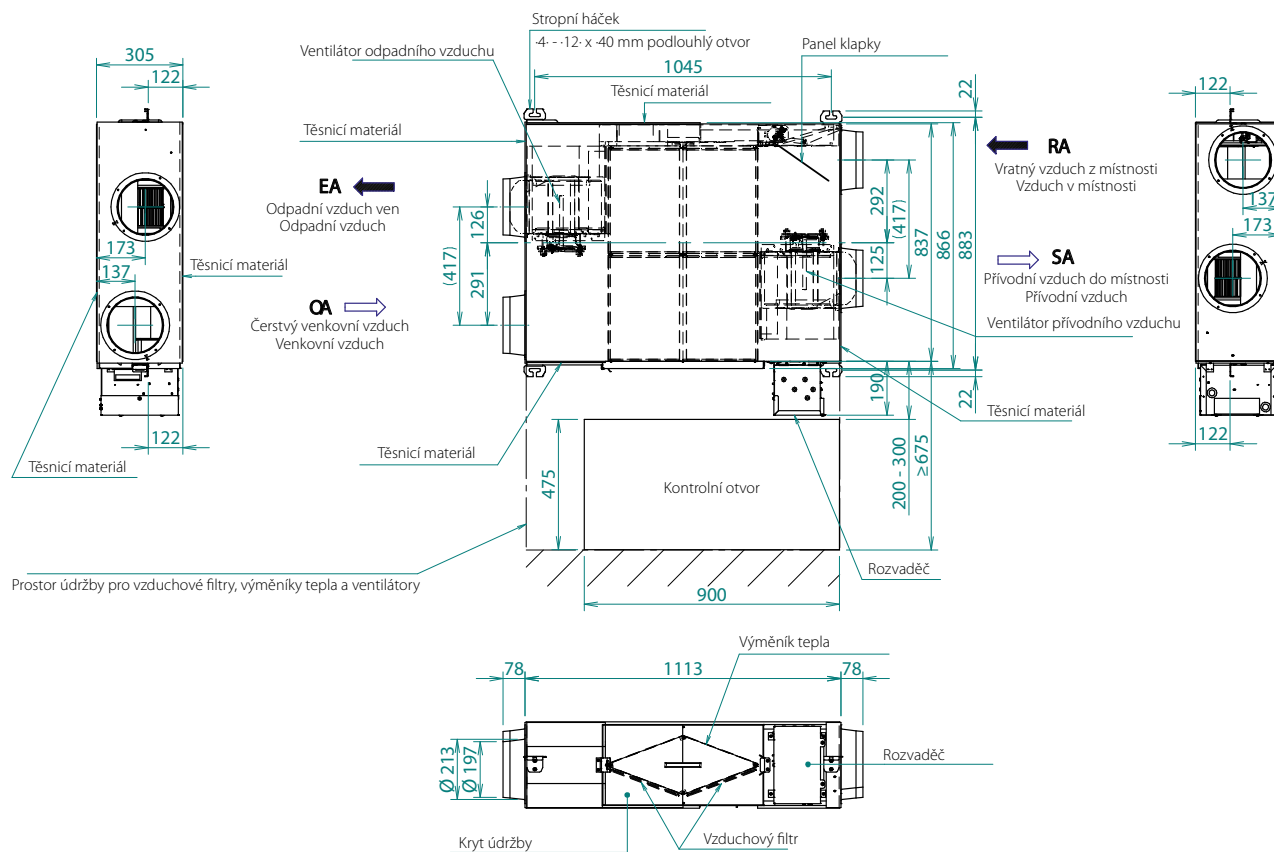 Stropní háček
·4· - ·12· x ·40 mm podlouhlý otvor
Ventilátor odpadního vzduchu
Panel klapky
1045
Těsnicí materiál
305
122
122
22
Těsnicí materiál
RA
Vratný vzduch z místnosti
Vzduch v místnosti
EA
Odpadní vzduch ven
Odpadní vzduch
126
(417)
291
292
(417)
125
837
866
883
137
173
173
137
Těsnicí materiál
SA
Přívodní vzduch do místnosti
Přívodní vzduch
OA
Čerstvý venkovní vzduch
Venkovní vzduch
Ventilátor přívodního vzduchu
190
22
Těsnicí materiál
122
122
Těsnicí materiál
Těsnicí materiál
475
Kontrolní otvor
200 - 300
≥675
Rozvaděč
Prostor údržby pro vzduchové filtry, výměníky tepla a ventilátory
900
Výměník tepla
78
1113
78
Ø 213
Ø 197
Rozvaděč
Kryt údržby
Vzduchový filtr